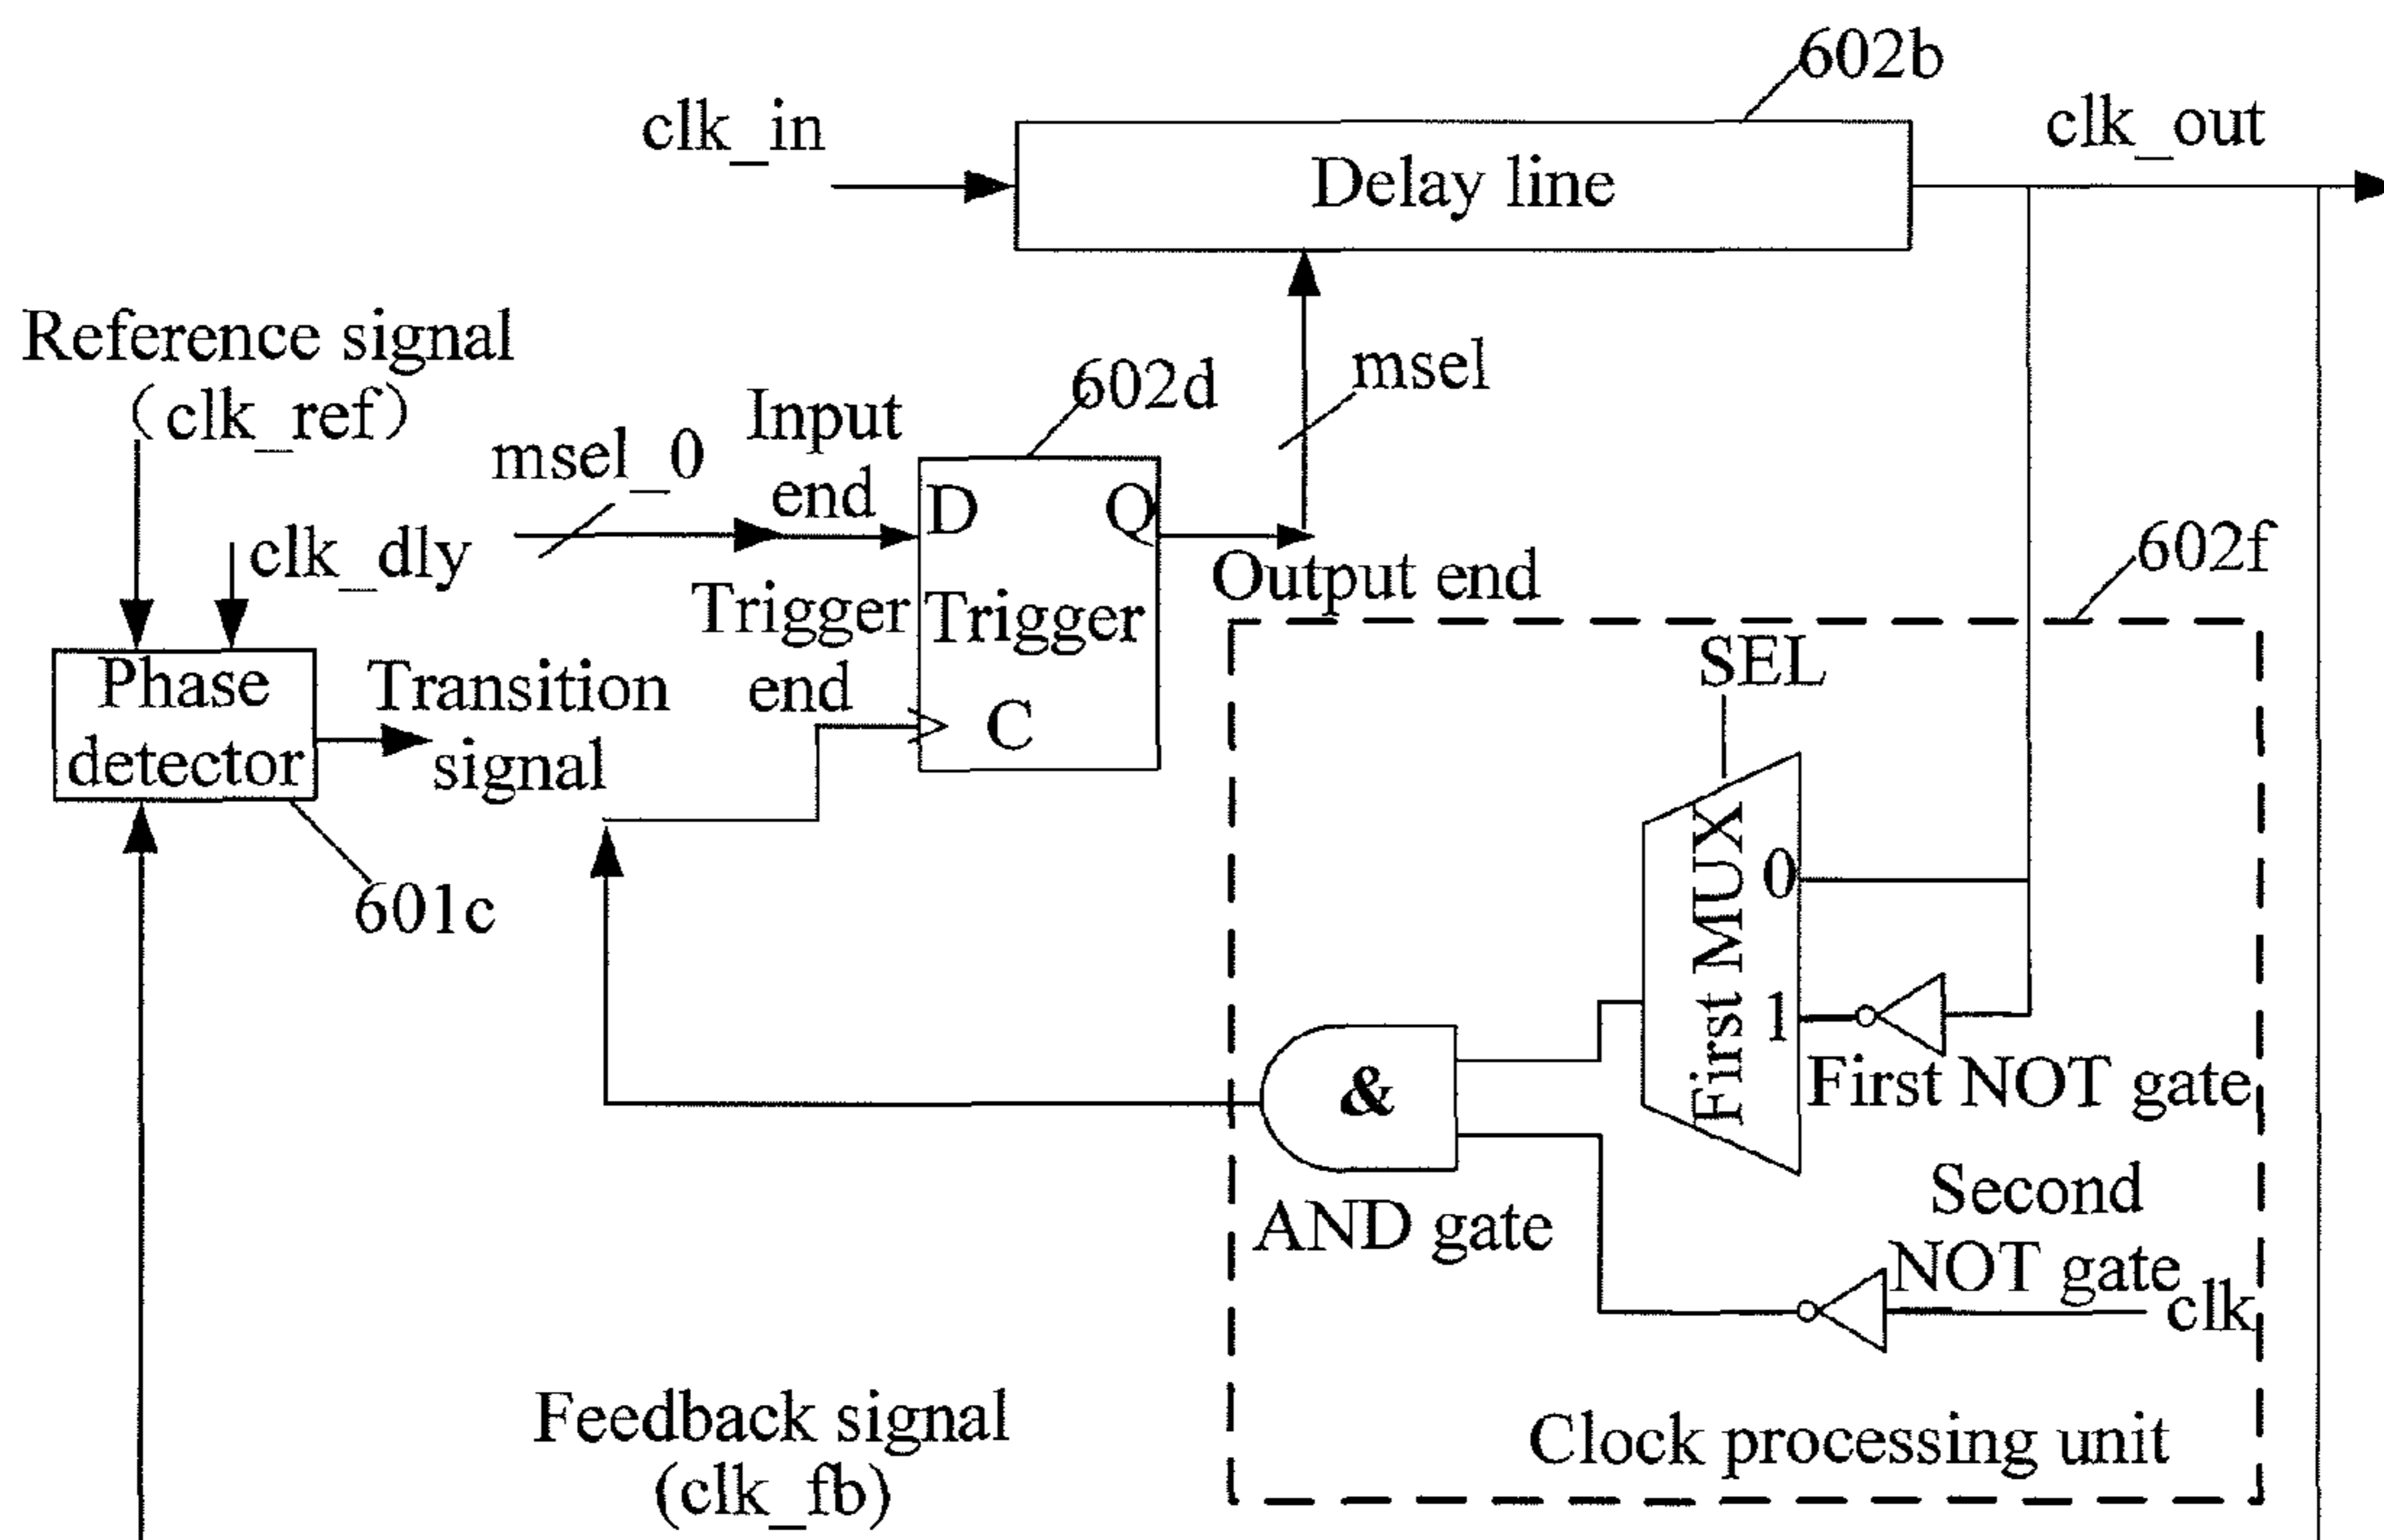 602b
clk_in
clk_out
Delay line
Reference signal
(clk_ref)
602d
msel
Input
end
msel_0
D
Q
clk_dly
602f
Output end
Trigger
end
Trigger
SEL
Phase
detector
Transition
signal
C
0
First MUX
601c
1
First NOT gate
&
AND gate
Second
NOT gate
clk
Feedback signal
(clk_fb)
Clock processing unit